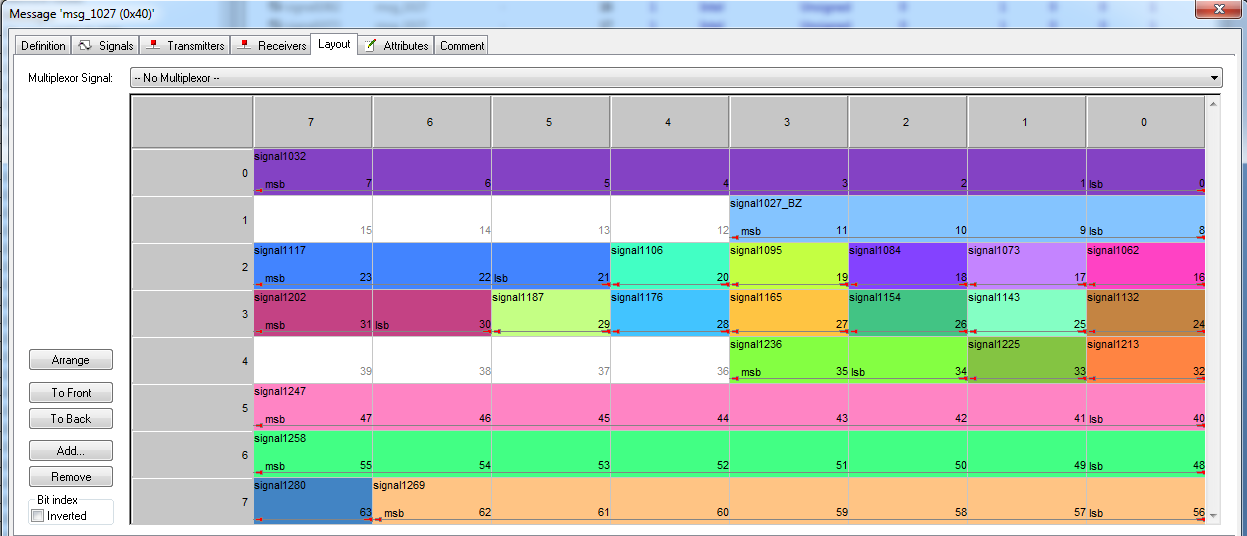 Message 'msg_1027 (0x40)'
Definition Signals Transmitters Receivers Layout Attributes Comment
Multiplexor Signal: -- No Multiplexor --
7 6 5 4 3 2 1 0
signal1032
0 msb 7 6 5 4 3 2 1 lsb 0
signal1027_BZ
1 15 14 13 12 msb 11 10 9 lsb 8
signal1117 signal1106 signal1095 signal1084 signal1073 signal1062
2 msb 23 22 lsb 21 20 19 18 17 16
signal1202 signal1187 signal1176 signal1165 signal1154 signal1143 signal1132
3 msb 31 lsb 30 29 28 27 26 25 24
signal1236 signal1225 signal1213
4 39 38 37 36 msb 35 lsb 34 33 32
Arrange
signal1247
To Front
5 msb 47 46 45 44 43 42 41 lsb 40
To Back
signal1258
Add...
6 msb 55 54 53 52 51 50 49 lsb 48
Remove
signal1280 signal1269
Bit index
7 63 msb 62 61 60 59 58 57 lsb 56
Inverted